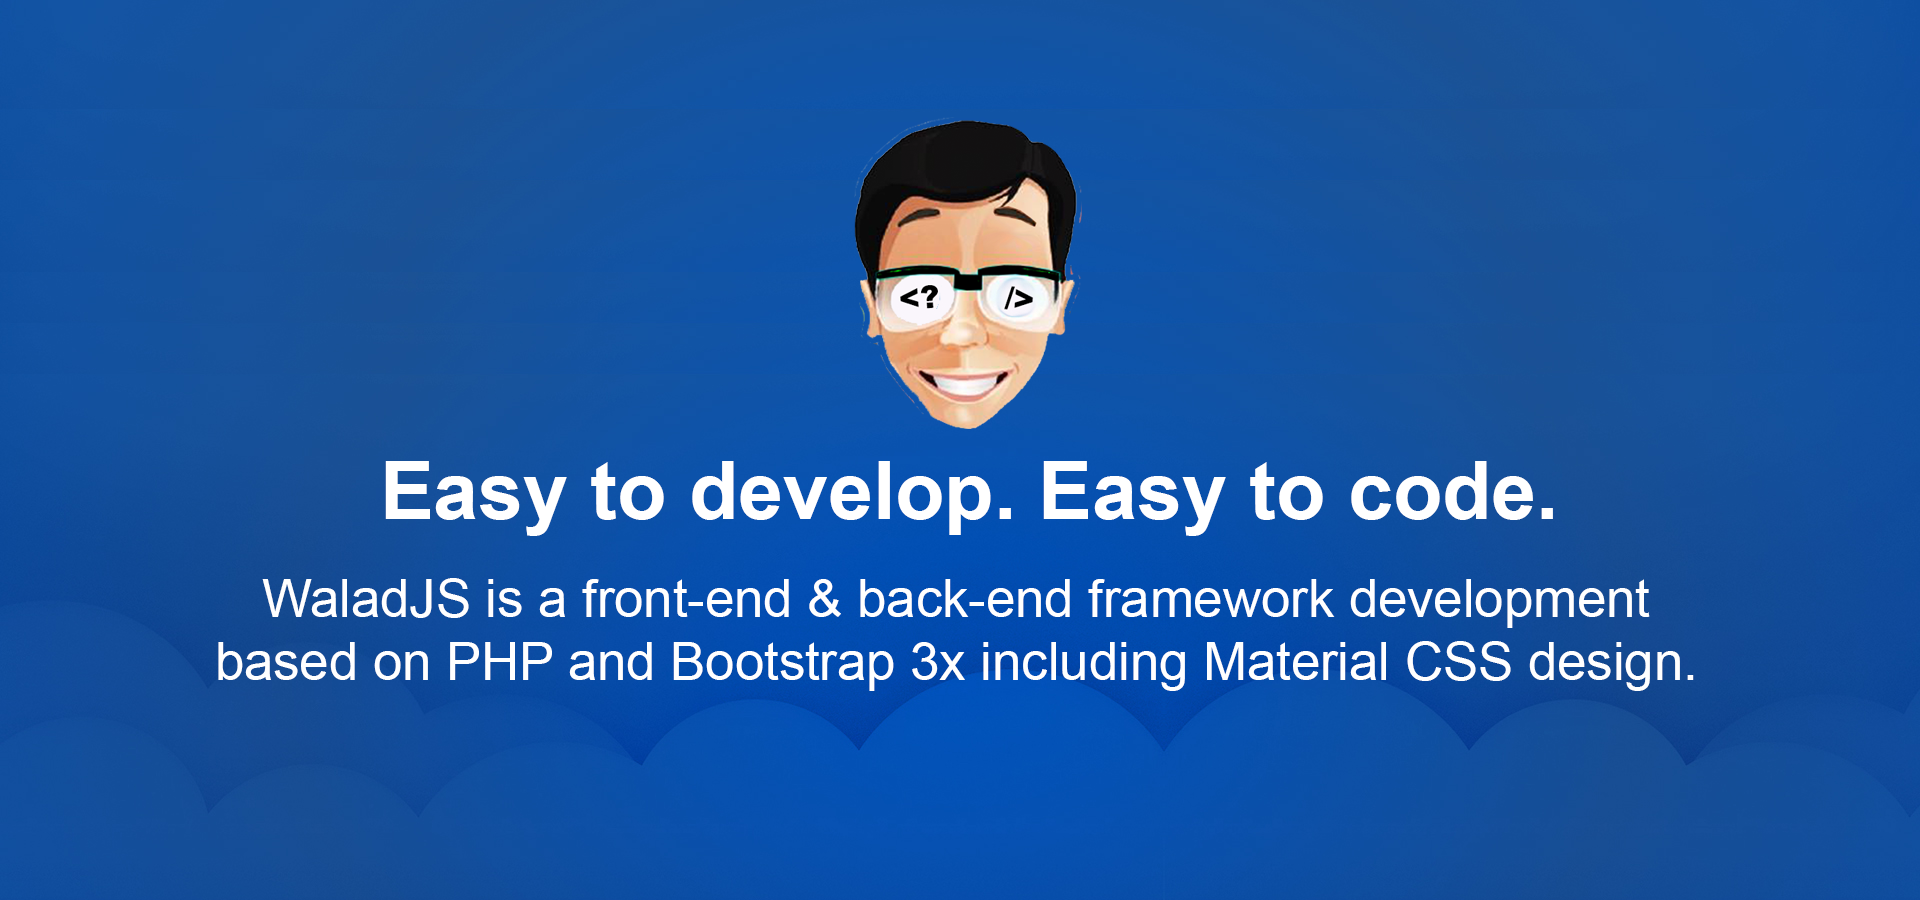 <? />
Easy to develop. Easy to code.
WaladJS is a front-end & back-end framework development
based on PHP and Bootstrap 3x including Material CSS design.